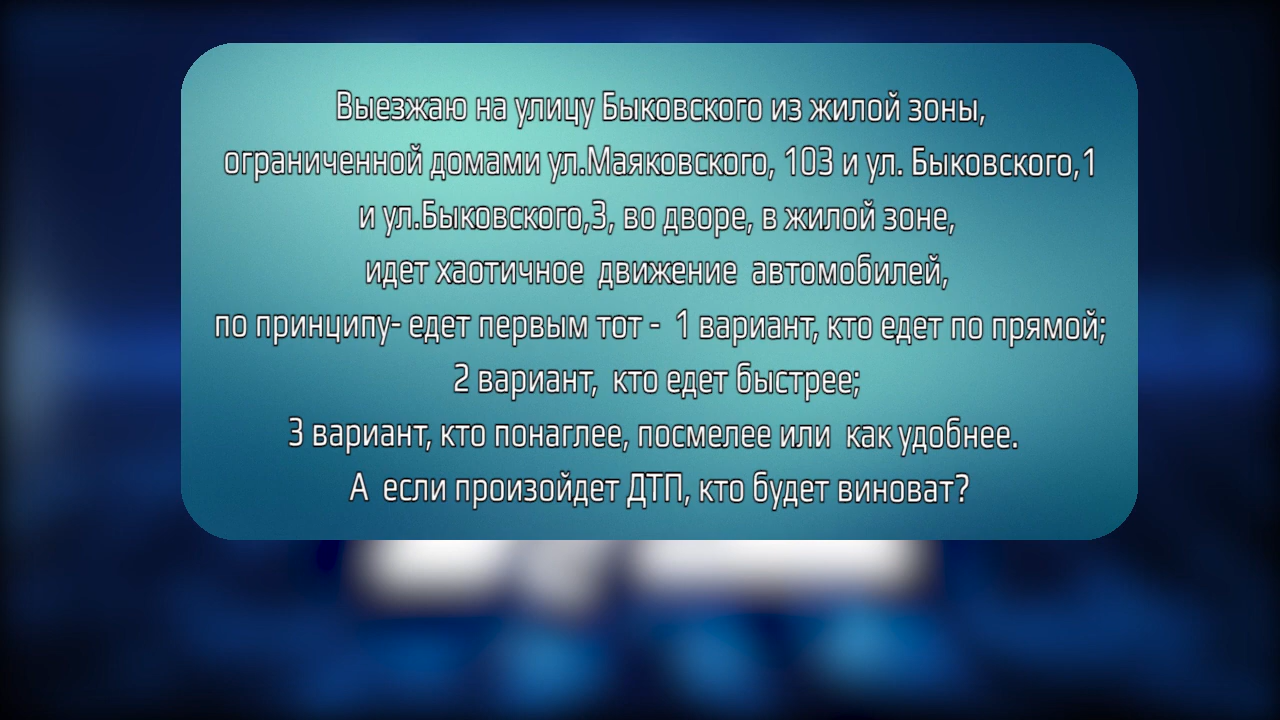 Выезжаю на улицу Быковского из жилой зоны,
ограниченной домами ул.Маяковского, 103 и ул. Быковского,1
и ул.Быковского,3, во дворе, в жилой зоне,
идет хаотичное движение автомобилей,
по принципу- едет первым тот - 1 вариант, кто едет по прямой;
2 вариант, кто едет быстрее;
3 вариант, кто понаглее, посмелее или как удобнее.
А если произойдет ДТП, кто будет виноват?